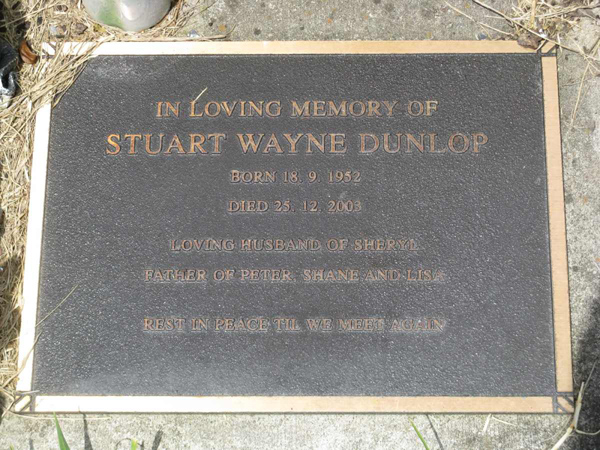 IN LOVING MEMORY OF
STUART WAYNE DUNLOP
BORN 18. 9. 1952
DIED 25. 12. 2003
LOVING HUSBAND OF SHERYL
FATHER OF PETER, SHANE AND LISA
REST IN PEACE TIL WE MEET AGAIN